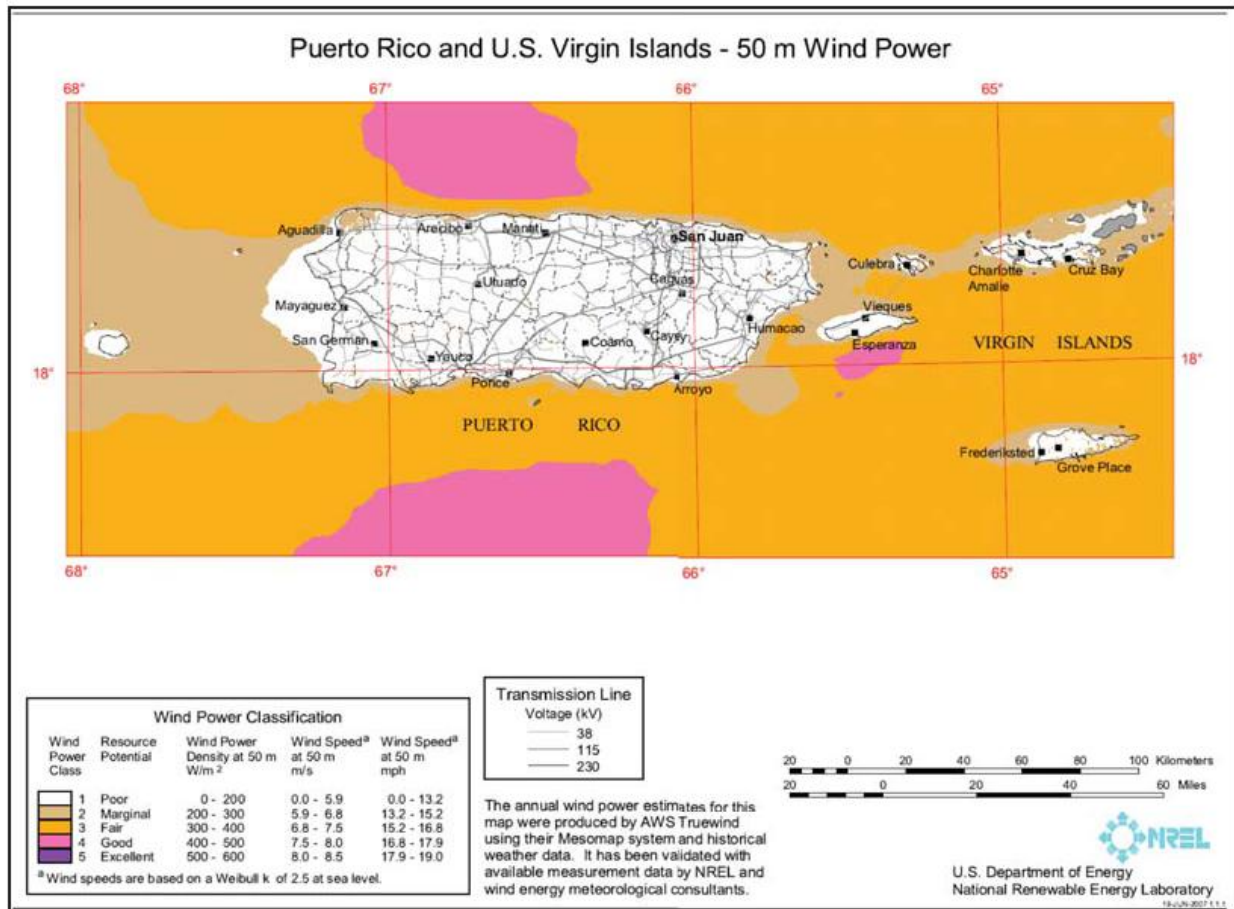 Puerto Rico and U.S. Virgin Islands - 50 m Wind Power
68°
67°
66°
65°
Aguadilla
Arecibo
Manati
San Juan
Culebra
Charlotte
Amalie
Cruz Bay
Utuado
Caguas
Vieques
Mayaguez
Humacao
San German
Coamo
Cayey
Esperanza
VIRGIN ISLANDS
Yauco
18°
18°
Ponce
Arroyo
PUERTO RICO
Frederiksted
Grove Place
68°
67°
66°
65°
Wind Power Classification
Wind Power Class
Resource Potential
Wind Power Density at 50 m W/m 2
Wind Speed a at 50 m m/s
Wind Speed a at 50 m mph
1 Poor 0 - 200 0.0 - 5.9 0.0 - 13.2
2 Marginal 200 - 300 5.9 - 6.8 13.2 - 15.2
3 Fair 300 - 400 6.8 - 7.5 15.2 - 16.8
4 Good 400 - 500 7.5 - 8.0 16.8 - 17.9
5 Excellent 500 - 600 8.0 - 8.5 17.9 - 19.0
a Wind speeds are based on a Weibull k of 2.5 at sea level.
Transmission Line
Voltage (kV)
38
115
230
The annual wind power estimates for this
map were produced by AWS Truewind
using their Mesomap system and historical
weather data. It has been validated with
available measurement data by NREL and
wind energy meteorological consultants.
20 0 20 40 60 80 100 Kilometers
20 0 20 40 60 Miles
NREL
U.S. Department of Energy
National Renewable Energy Laboratory